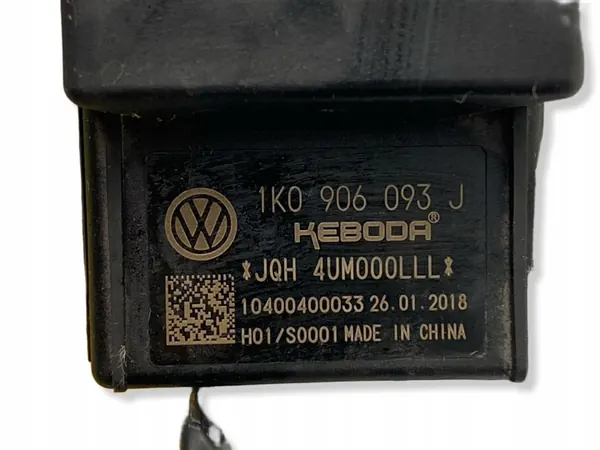 1K0 906 093 J
KEBODA®
*JQH 4UM000LLL*
10400400033 26.01.2018
H01/S0001 MADE IN CHINA